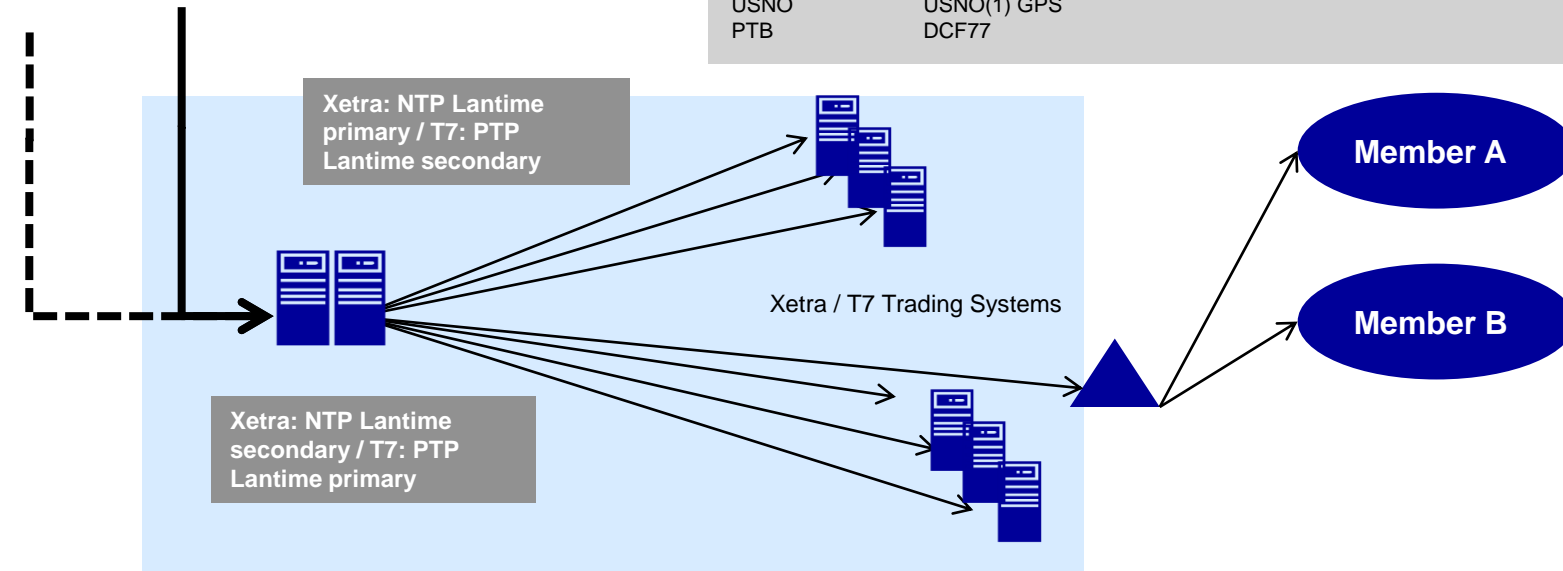 USNO USNO(1) GPS
PTB DCF77
Xetra: NTP Lantime
primary / T7: PTP
Lantime secondary
Member A
Xetra / T7 Trading Systems
Member B
Xetra: NTP Lantime
secondary / T7: PTP
Lantime primary